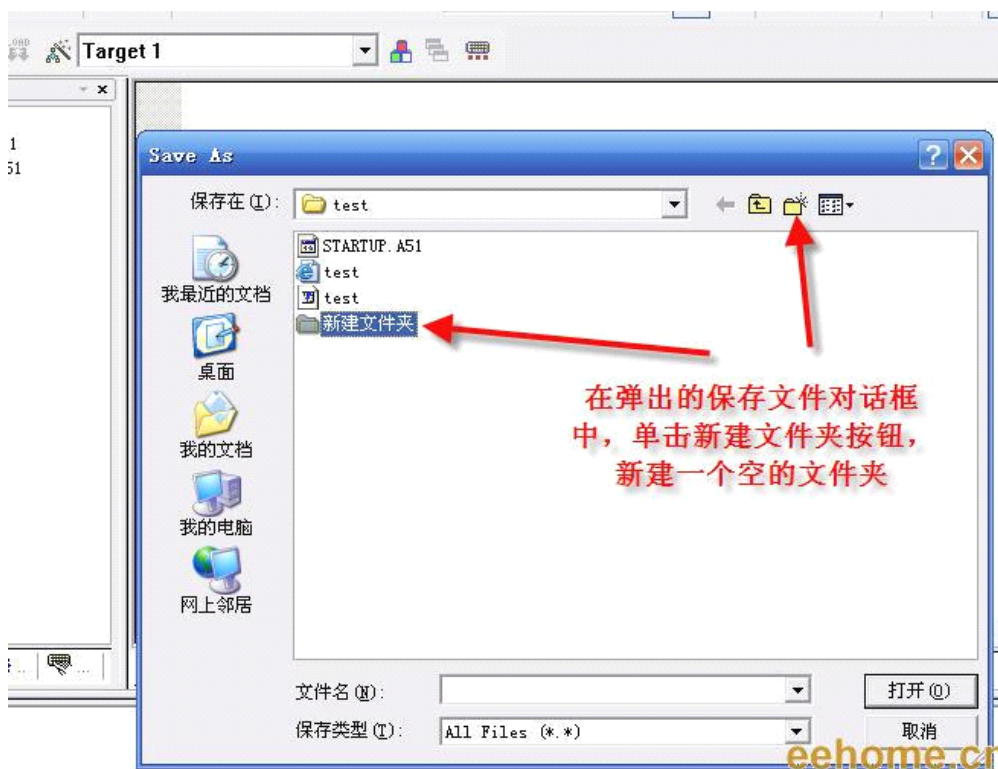 LOAD
Target 1
1
51
Save As
保存在(I):
test
STARTUP.A51
test
test
新建文件夹
我最近的文档
桌面
我的文档
我的电脑
网上邻居
在弹出的保存文件对话框
中，单击新建文件夹按钮，
新建一个空的文件夹
文件名(N):
打开(O)
保存类型(T):
All Files (*.*)
取消
eehome.cn